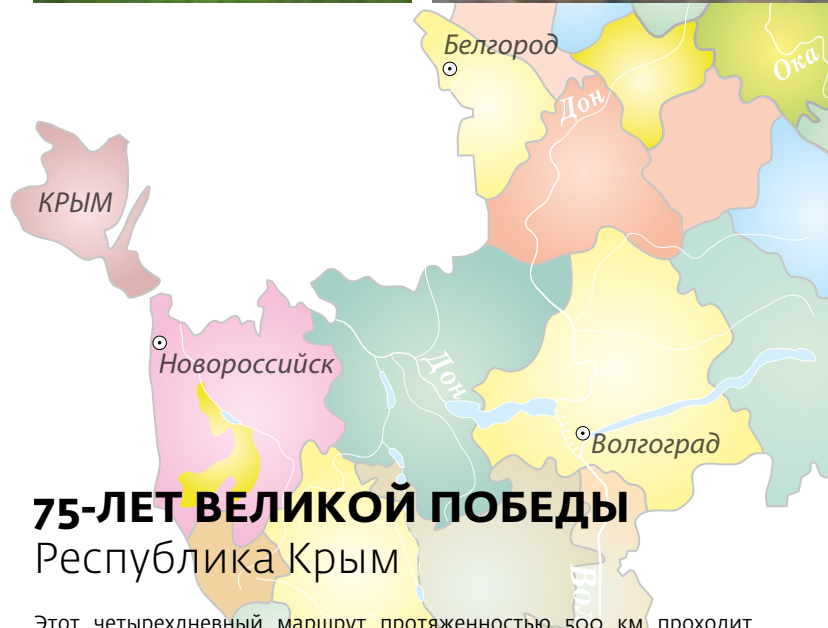 Белгород
Ока
Дон
КРЫМ
Новороссийск
Дон
Волгоград
75-ЛЕТ ВЕЛИКОЙ ПОБЕДЫ
Республика Крым
Вол
Этот четырехдневный маршрут протяженностью 500 км проходит